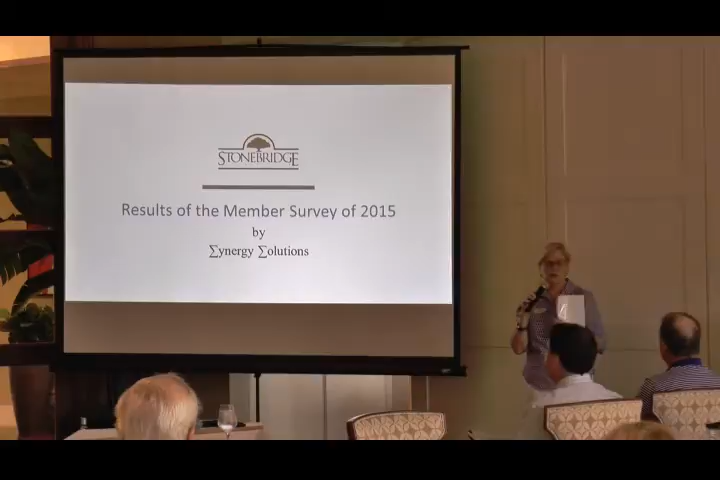 STONEBRIDGE
Results of the Member Survey of 2015
by
∑ynergy ∑olutions